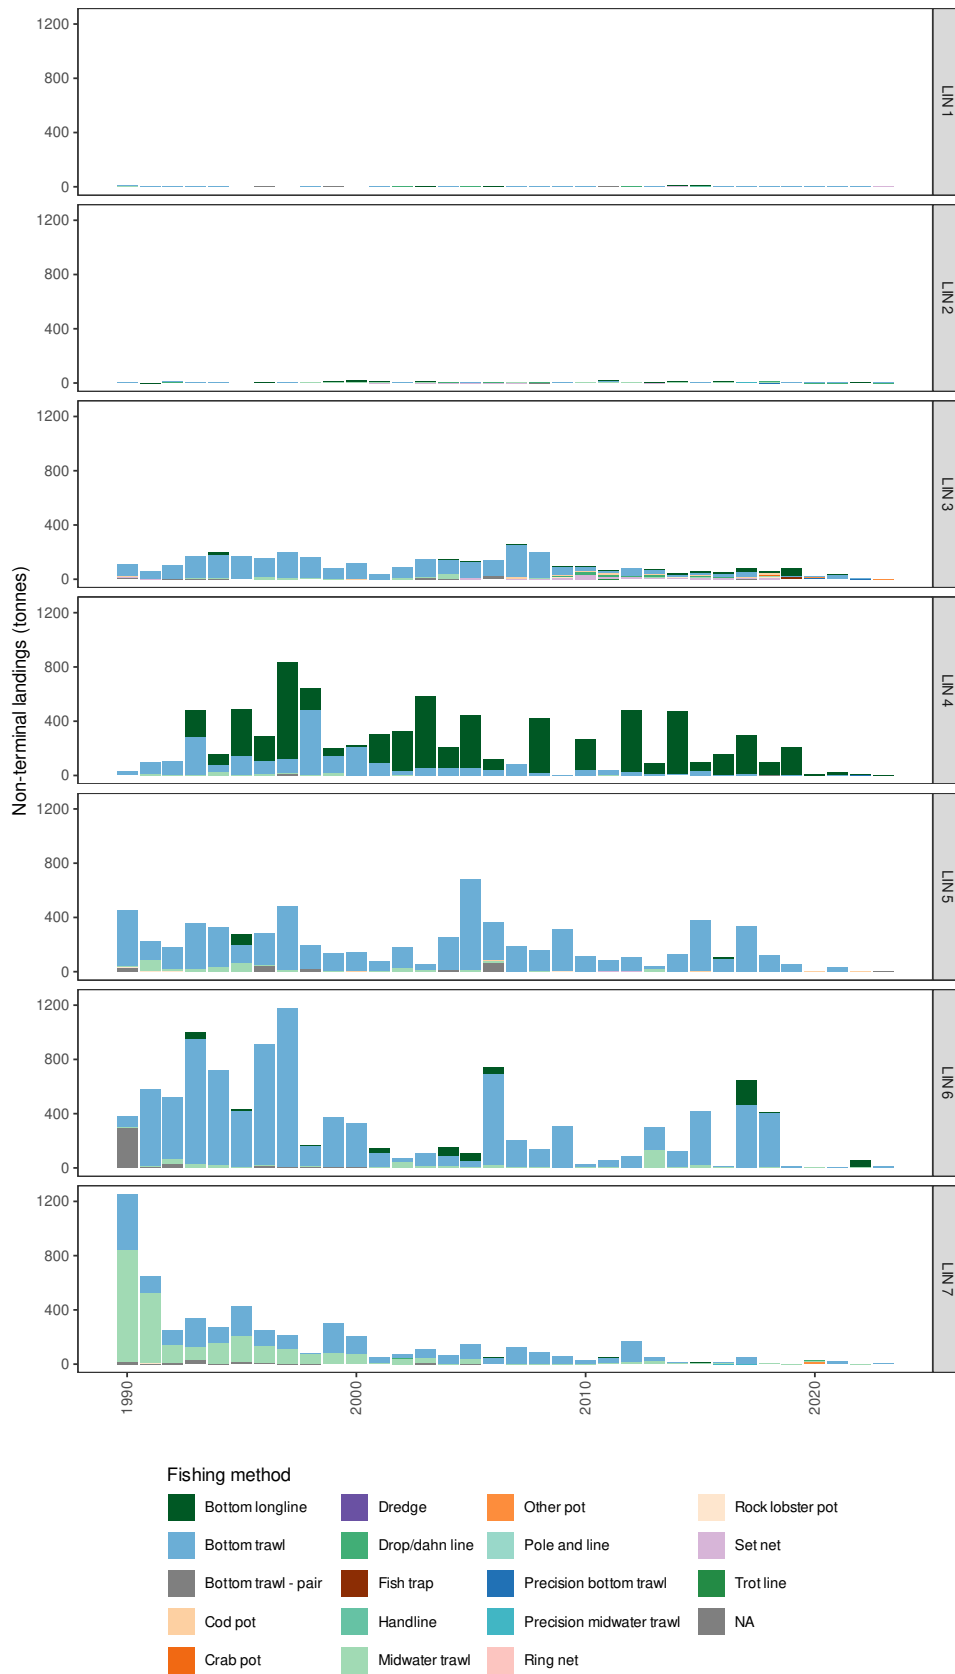 1200
800
400
0
LIN 1
1200
800
400
0
LIN 2
1200
800
400
0
LIN 3
Non-terminal landings (tonnes)
1200
800
400
0
LIN 4
1200
800
400
0
LIN 5
1200
800
400
0
LIN 6
1200
800
400
0
LIN 7
1990
2000
2010
2020
Fishing method
Bottom longline
Dredge
Other pot
Rock lobster pot
Bottom trawl
Drop/dahn line
Pole and line
Set net
Bottom trawl - pair
Fish trap
Precision bottom trawl
Trot line
Cod pot
Handline
Precision midwater trawl
NA
Crab pot
Midwater trawl
Ring net